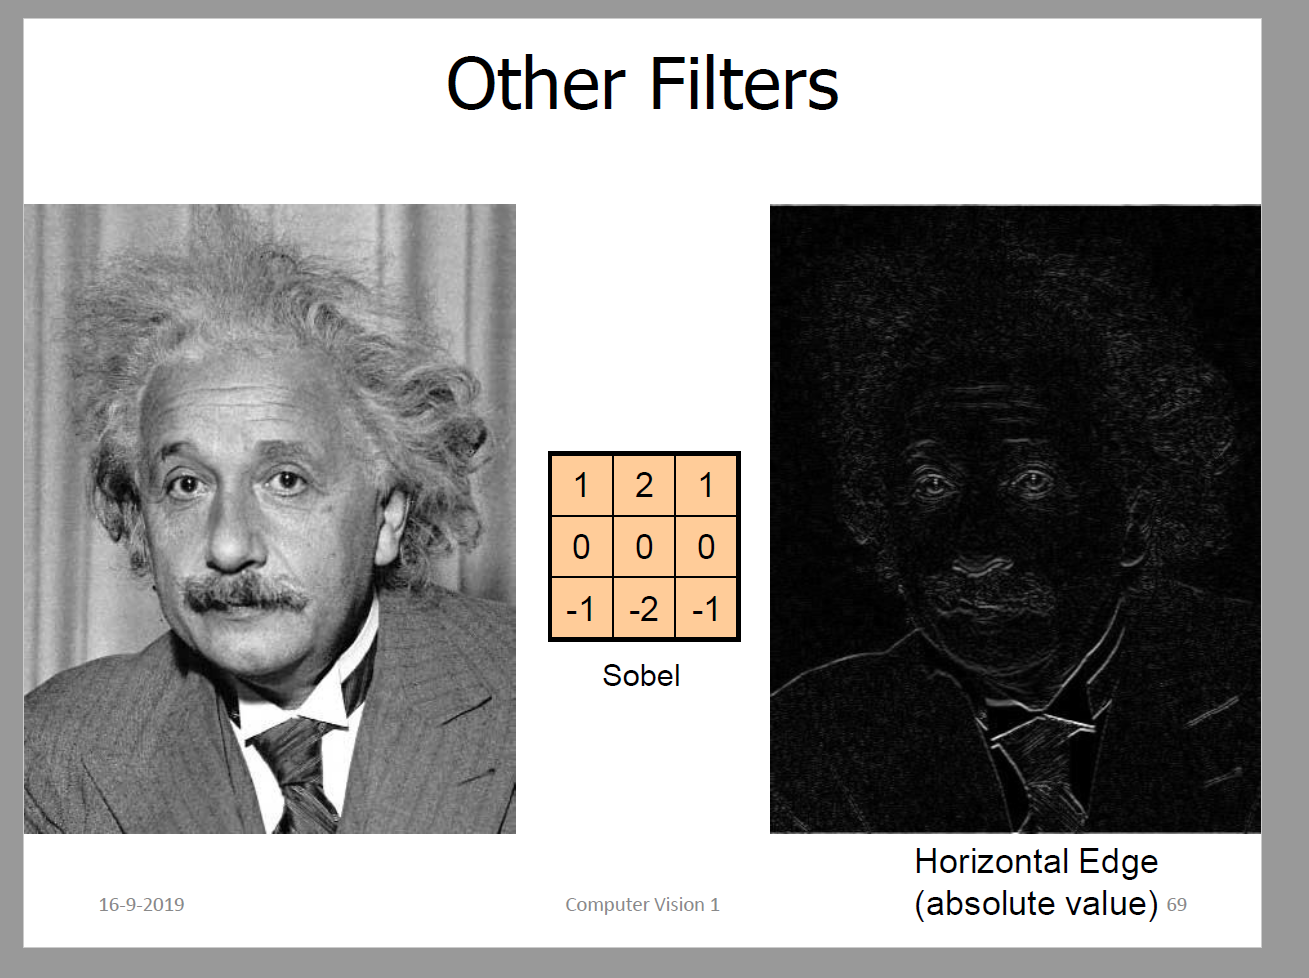 Other Filters
1 2 1
0 0 0
-1 -2 -1
Sobel
Horizontal Edge
(absolute value)
16-9-2019
Computer Vision 1
69